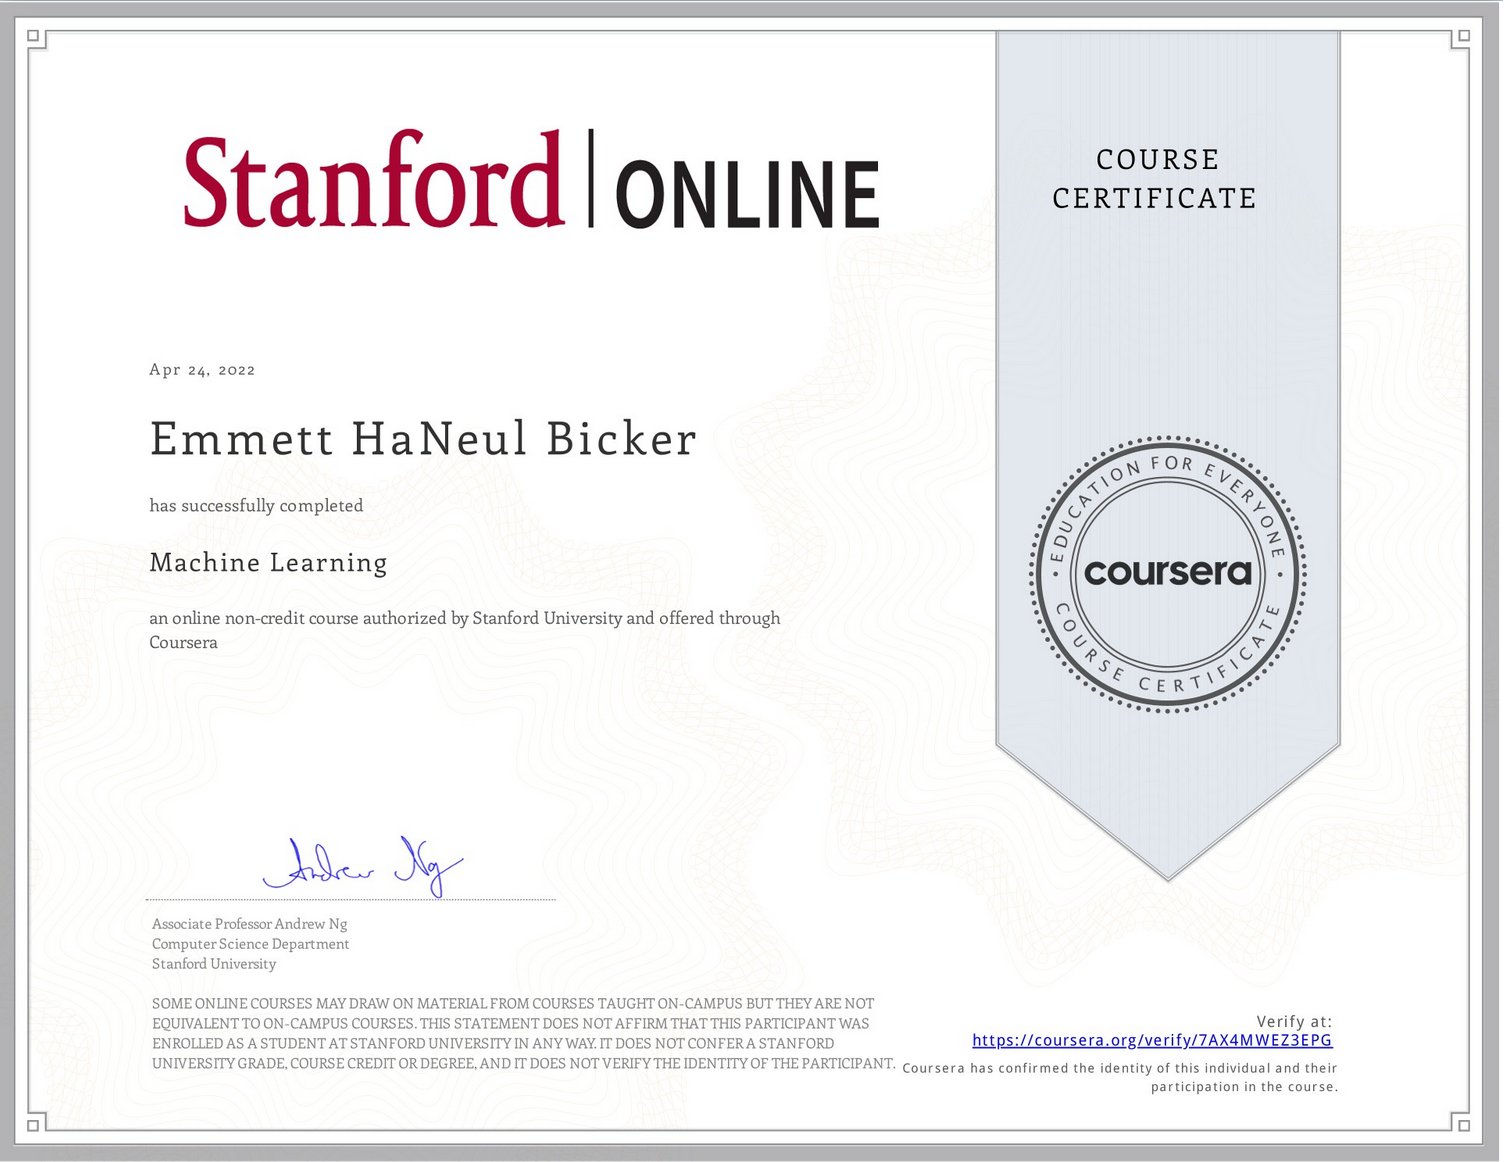 Stanford | ONLINE
COURSE
CERTIFICATE
Apr 24, 2022
Emmett HaNeul Bicker
has successfully completed
Machine Learning
an online non-credit course authorized by Stanford University and offered through
Coursera
EDUCATION FOR EVERYONE
coursera
COURSE CERTIFICATE
Andrew Ng
Associate Professor Andrew Ng
Computer Science Department
Stanford University
SOME ONLINE COURSES MAY DRAW ON MATERIAL FROM COURSES TAUGHT ON-CAMPUS BUT THEY ARE NOT
EQUIVALENT TO ON-CAMPUS COURSES. THIS STATEMENT DOES NOT AFFIRM THAT THIS PARTICIPANT WAS
ENROLLED AS A STUDENT AT STANFORD UNIVERSITY IN ANY WAY. IT DOES NOT CONFER A STANFORD
UNIVERSITY GRADE, COURSE CREDIT OR DEGREE, AND IT DOES NOT VERIFY THE IDENTITY OF THE PARTICIPANT.
Verify at:
https://coursera.org/verify/7AX4MWEZ3EPG
Coursera has confirmed the identity of this individual and their
participation in the course.